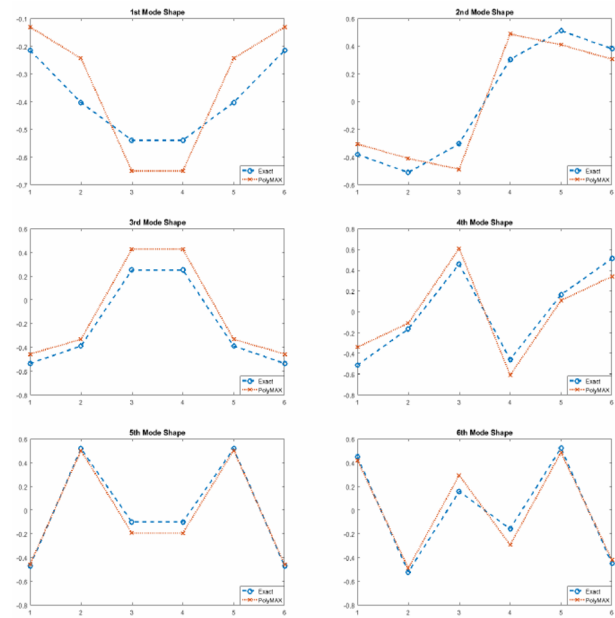 1st Mode Shape
-0.1
-0.2
-0.3
-0.4
-0.5
-0.6
-0.7
1 2 3 4 5 6
Exact
PolyMAX
2nd Mode Shape
0.6
0.4
0.2
0
-0.2
-0.4
-0.6
1 2 3 4 5 6
Exact
PolyMAX
3rd Mode Shape
0.6
0.4
0.2
0
-0.2
-0.4
-0.6
-0.8
1 2 3 4 5 6
Exact
PolyMAX
4th Mode Shape
0.8
0.6
0.4
0.2
0
-0.2
-0.4
-0.6
-0.8
1 2 3 4 5 6
Exact
PolyMAX
5th Mode Shape
0.6
0.4
0.2
0
-0.2
-0.4
-0.6
-0.8
1 2 3 4 5 6
Exact
PolyMAX
6th Mode Shape
0.6
0.4
0.2
0
-0.2
-0.4
-0.6
-0.8
1 2 3 4 5 6
Exact
PolyMAX